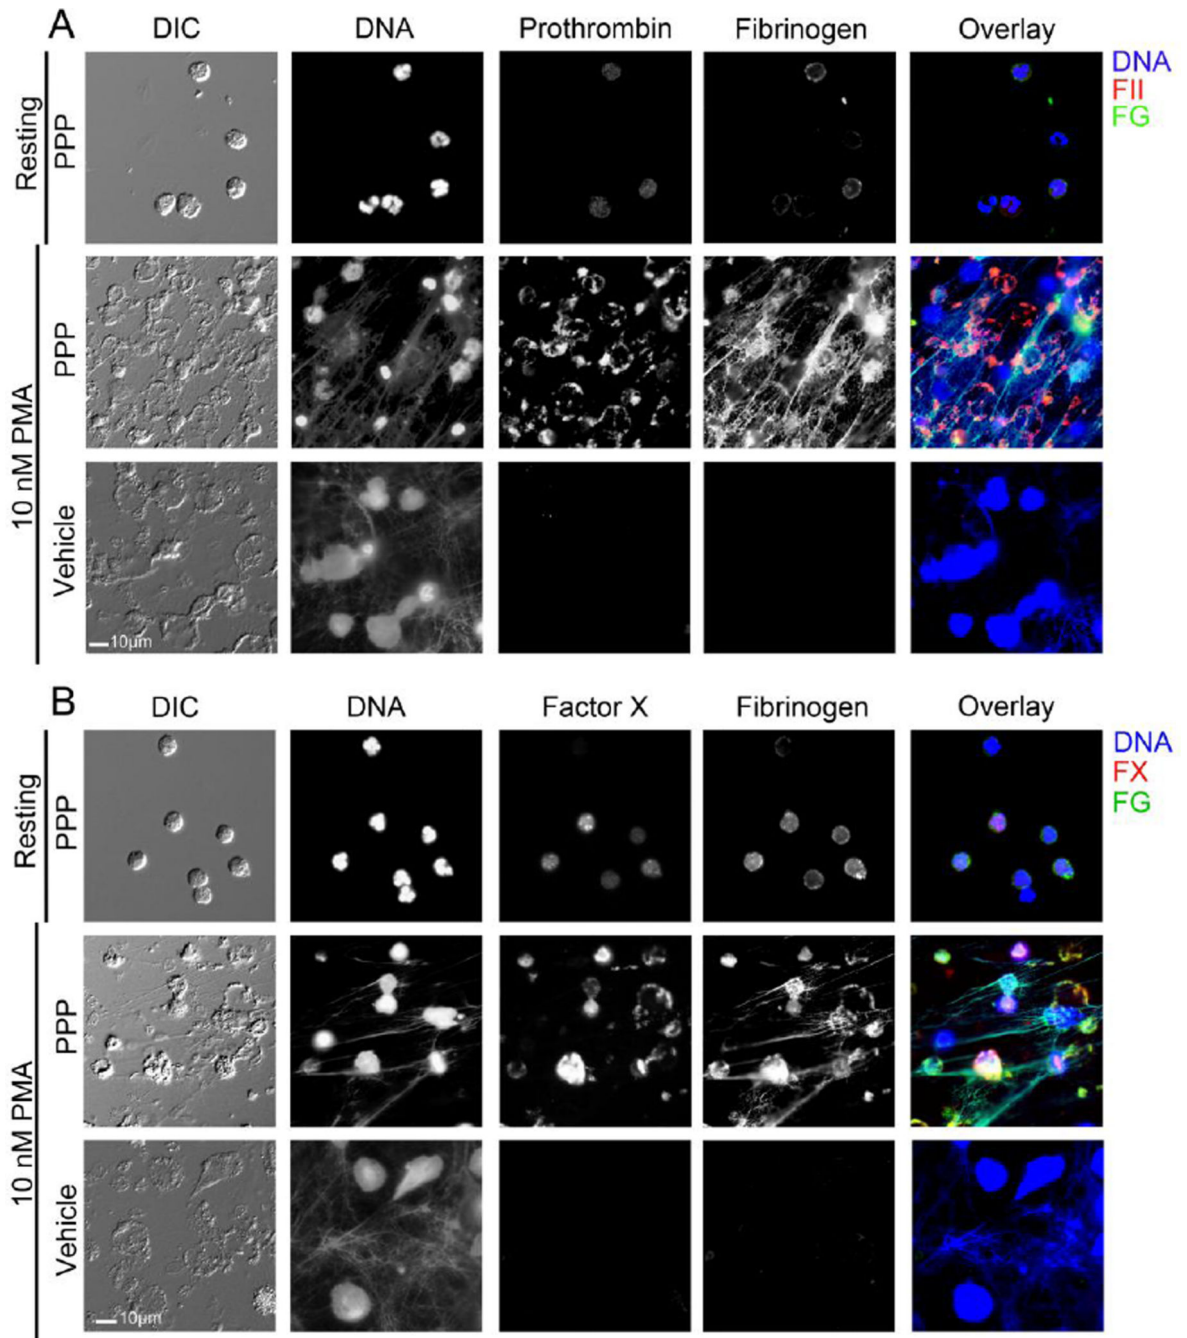 A
DIC DNA Prothrombin Fibrinogen Overlay
DNA
FII
FG
Resting
PPP
10 nM PMA
PPP
Vehicle
10µm
B
DIC DNA Factor X Fibrinogen Overlay
DNA
FX
FG
Resting
PPP
10 nM PMA
PPP
Vehicle
10µm